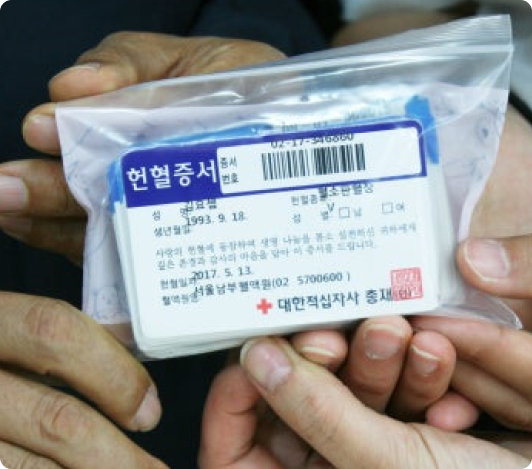 헌혈증서
증서
번호
02-17-346860
성 명 김요셉
헌혈종류 혈소판혈장
생년월일 1993. 9. 18.
성 별 V □ 남 □ 여
사랑의 헌혈에 동참하여 생명 나눔을 몸소 실천하신 귀하에게
깊은 존경과 감사의 마음을 담아 이 증서를 드립니다.
헌혈일자 2017. 5. 13.
혈액원명 서울남부혈액원(02 5700600 )
대한적십자사 총재